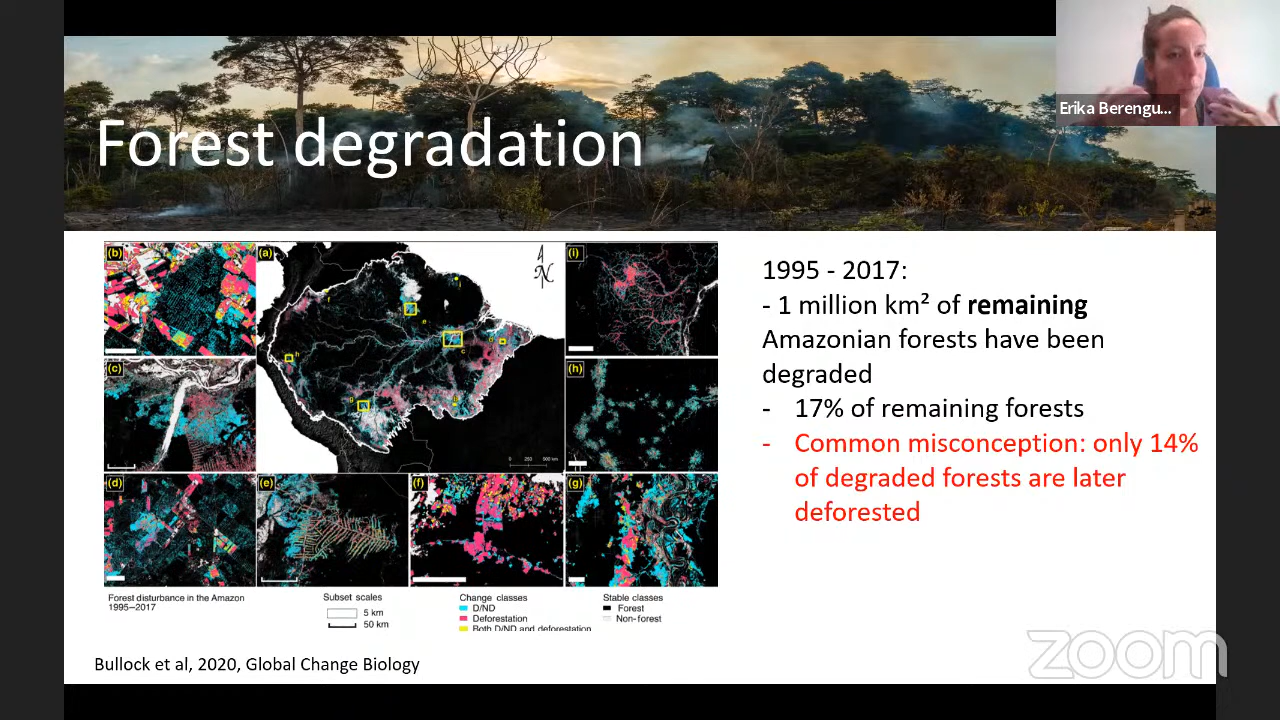 Erika Berengu...
Forest degradation
(b)
(a)
(i)
(c)
(h)
(d)
(e)
(f)
(g)
1995 - 2017:
- 1 million km² of remaining
Amazonian forests have been
degraded
- 17% of remaining forests
- Common misconception: only 14%
of degraded forests are later
deforested
Forest disturbance in the Amazon
1995–2017
Subset scales
5 km
50 km
Change classes
D/ND
Deforestation
Both D/ND and deforestation
Stable classes
Forest
Non-forest
Bullock et al, 2020, Global Change Biology
zoom